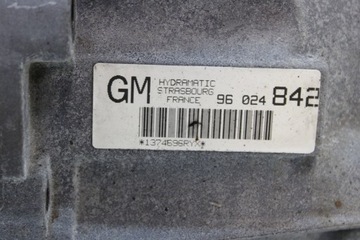 GM HYDRAMATIC
STRASBOURG
FRANCE 96 024 842
*1374696RYX*